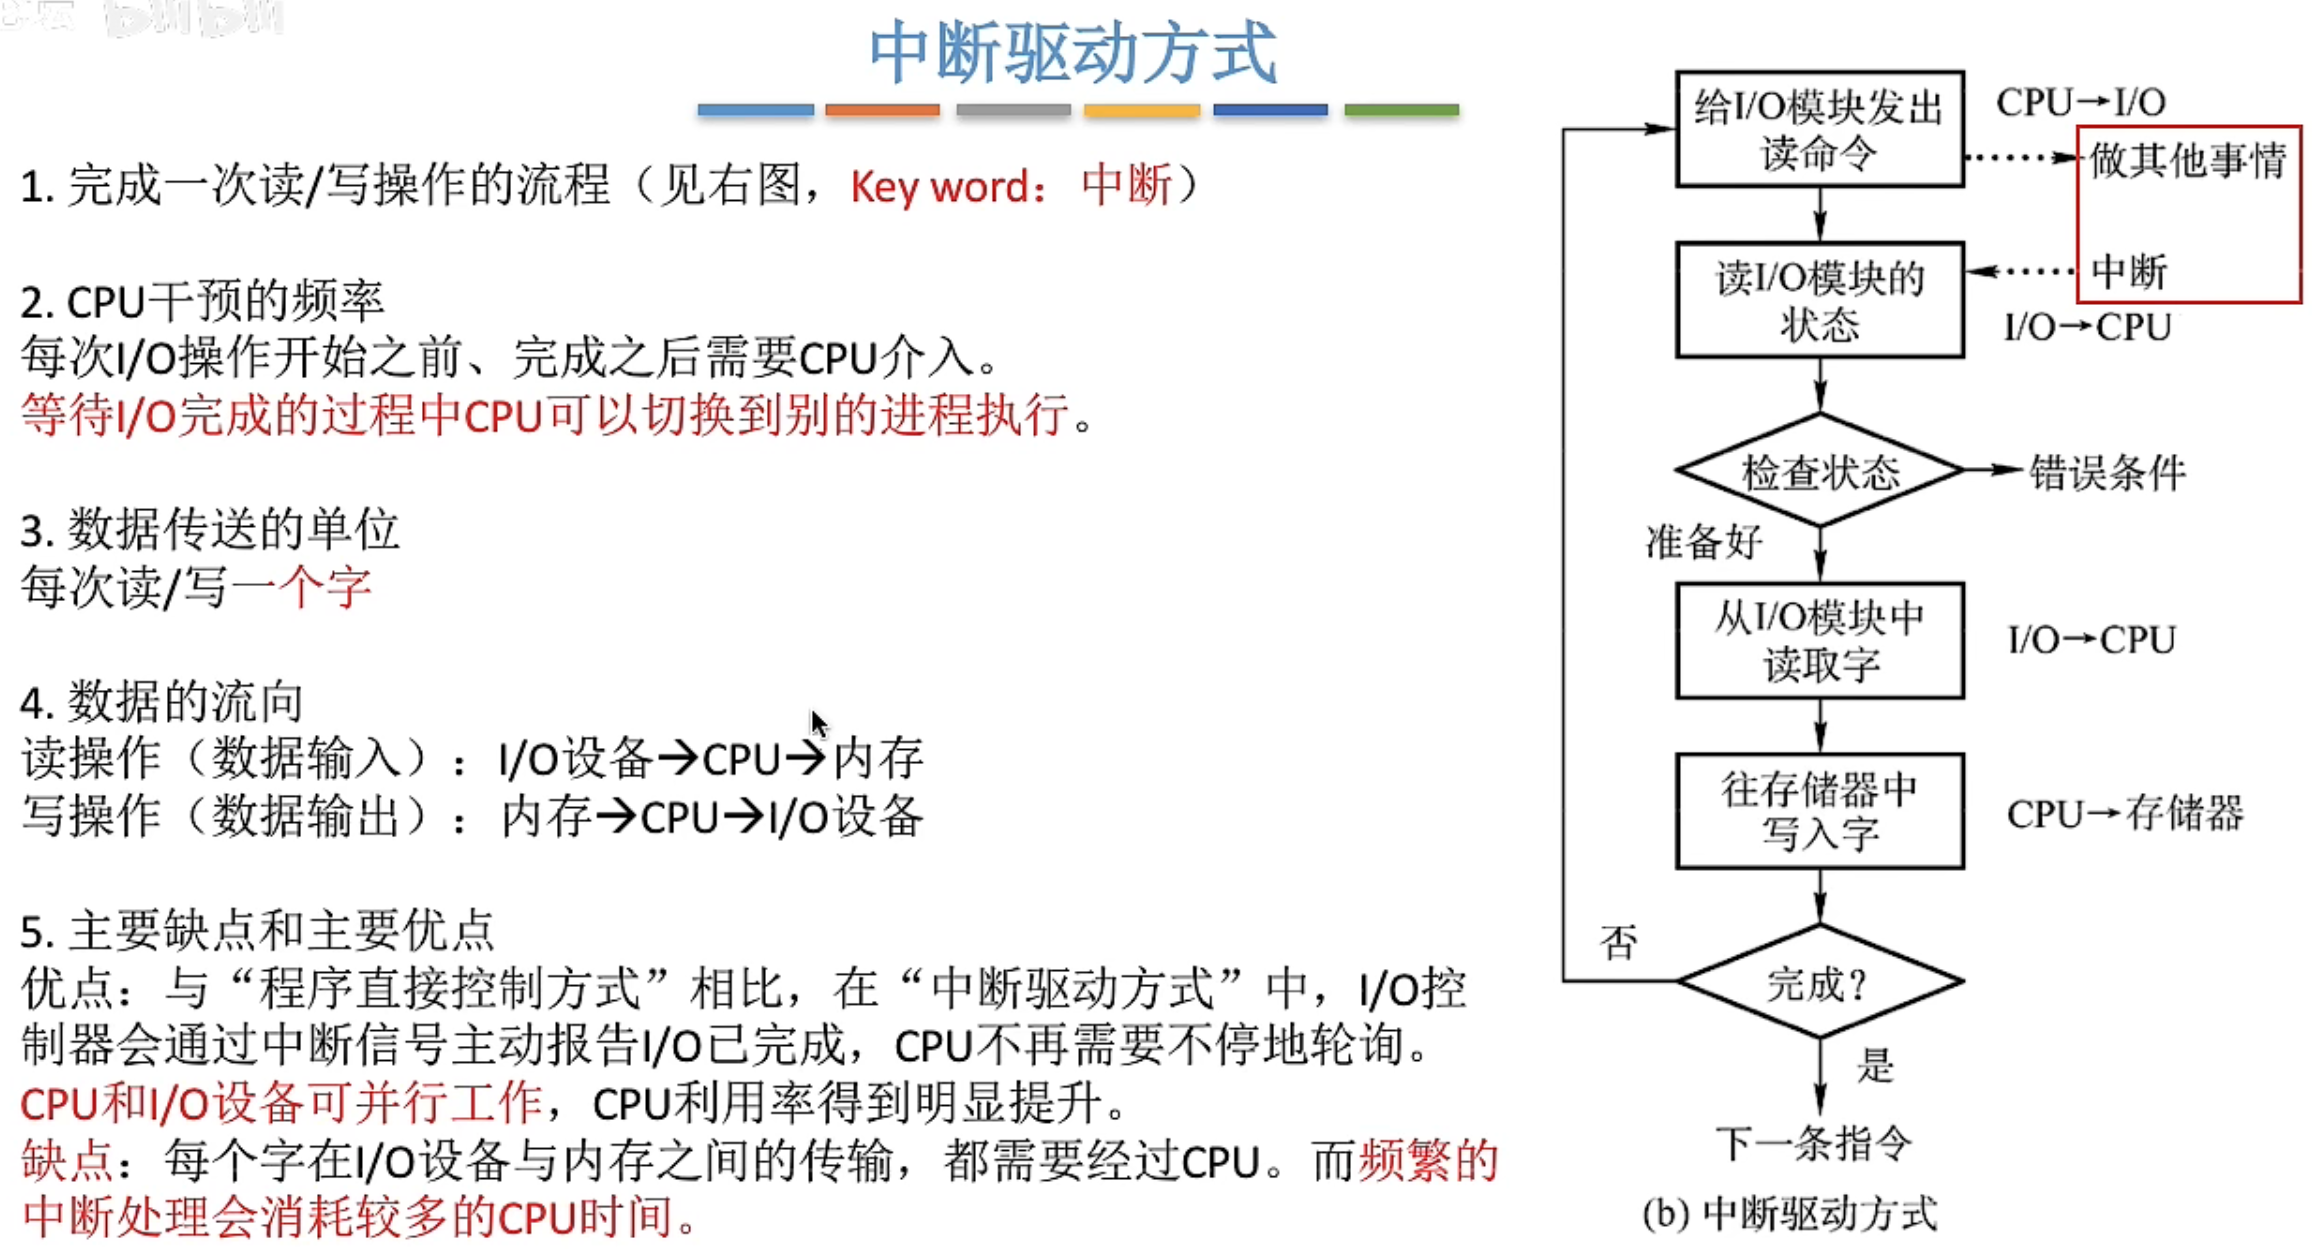 bilibili
中断驱动方式
1. 完成一次读/写操作的流程（见右图，Key word：中断）
2. CPU干预的频率
每次I/O操作开始之前、完成之后需要CPU介入。
等待I/O完成的过程中CPU可以切换到别的进程执行。
3. 数据传送的单位
每次读/写一个字
4. 数据的流向
读操作（数据输入）：I/O设备→CPU→内存
写操作（数据输出）：内存→CPU→I/O设备
5. 主要缺点和主要优点
优点：与“程序直接控制方式”相比，在“中断驱动方式”中，I/O控
制器会通过中断信号主动报告I/O已完成，CPU不再需要不停地轮询。
CPU和I/O设备可并行工作，CPU利用率得到明显提升。
缺点：每个字在I/O设备与内存之间的传输，都需要经过CPU。而频繁的
中断处理会消耗较多的CPU时间。
给I/O模块发出
读命令
CPU→I/O
做其他事情
读I/O模块的
状态
中断
I/O→CPU
检查状态
错误条件
准备好
从I/O模块中
读取字
I/O→CPU
往存储器中
写入字
CPU→存储器
否
完成?
是
下一条指令
(b) 中断驱动方式